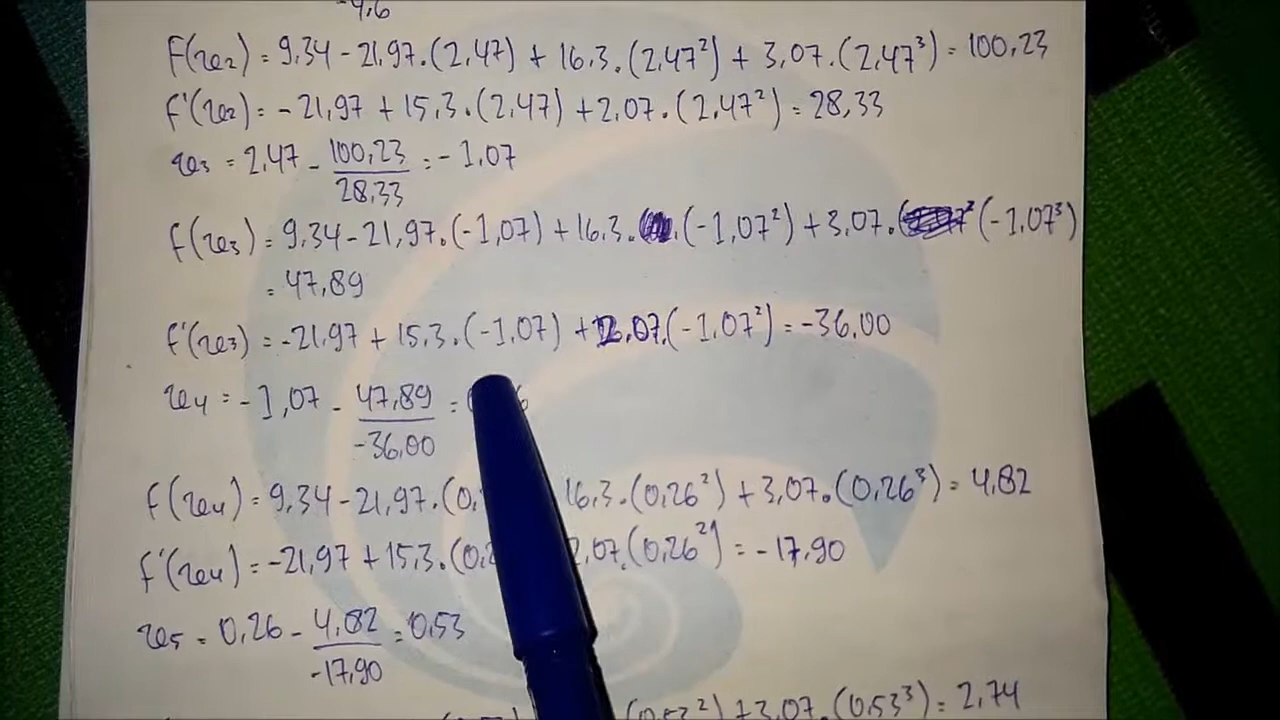 -4,6
f(x2) = 9,34 - 21,97.(2,47) + 16,3.(2,47²) + 3,07.(2,47³) = 100,23
f'(x2) = -21,97 + 15,3.(2,47) + 2,07.(2,47²) = 28,33
x3 = 2,47 - 100,23/28,33 = -1,07
f(x3) = 9,34 - 21,97.(-1,07) + 16,3.(-1,07²) + 3,07.(-1,07³)
= 47,89
f'(x3) = -21,97 + 15,3.(-1,07) + 2,07.(-1,07²) = -36,00
x4 = -1,07 - 47,89/-36,00 =
f(x4) = 9,34 - 21,97.(0, 16,3.(0,26²) + 3,07.(0,26³) = 4,82
f'(x4) = -21,97 + 15,3.(0,2 2,07.(0,26²) = -17,90
x5 = 0,26 - 4,82/-17,90 = 0,53
(0,53²) + 3,07.(0,53³) = 2,74